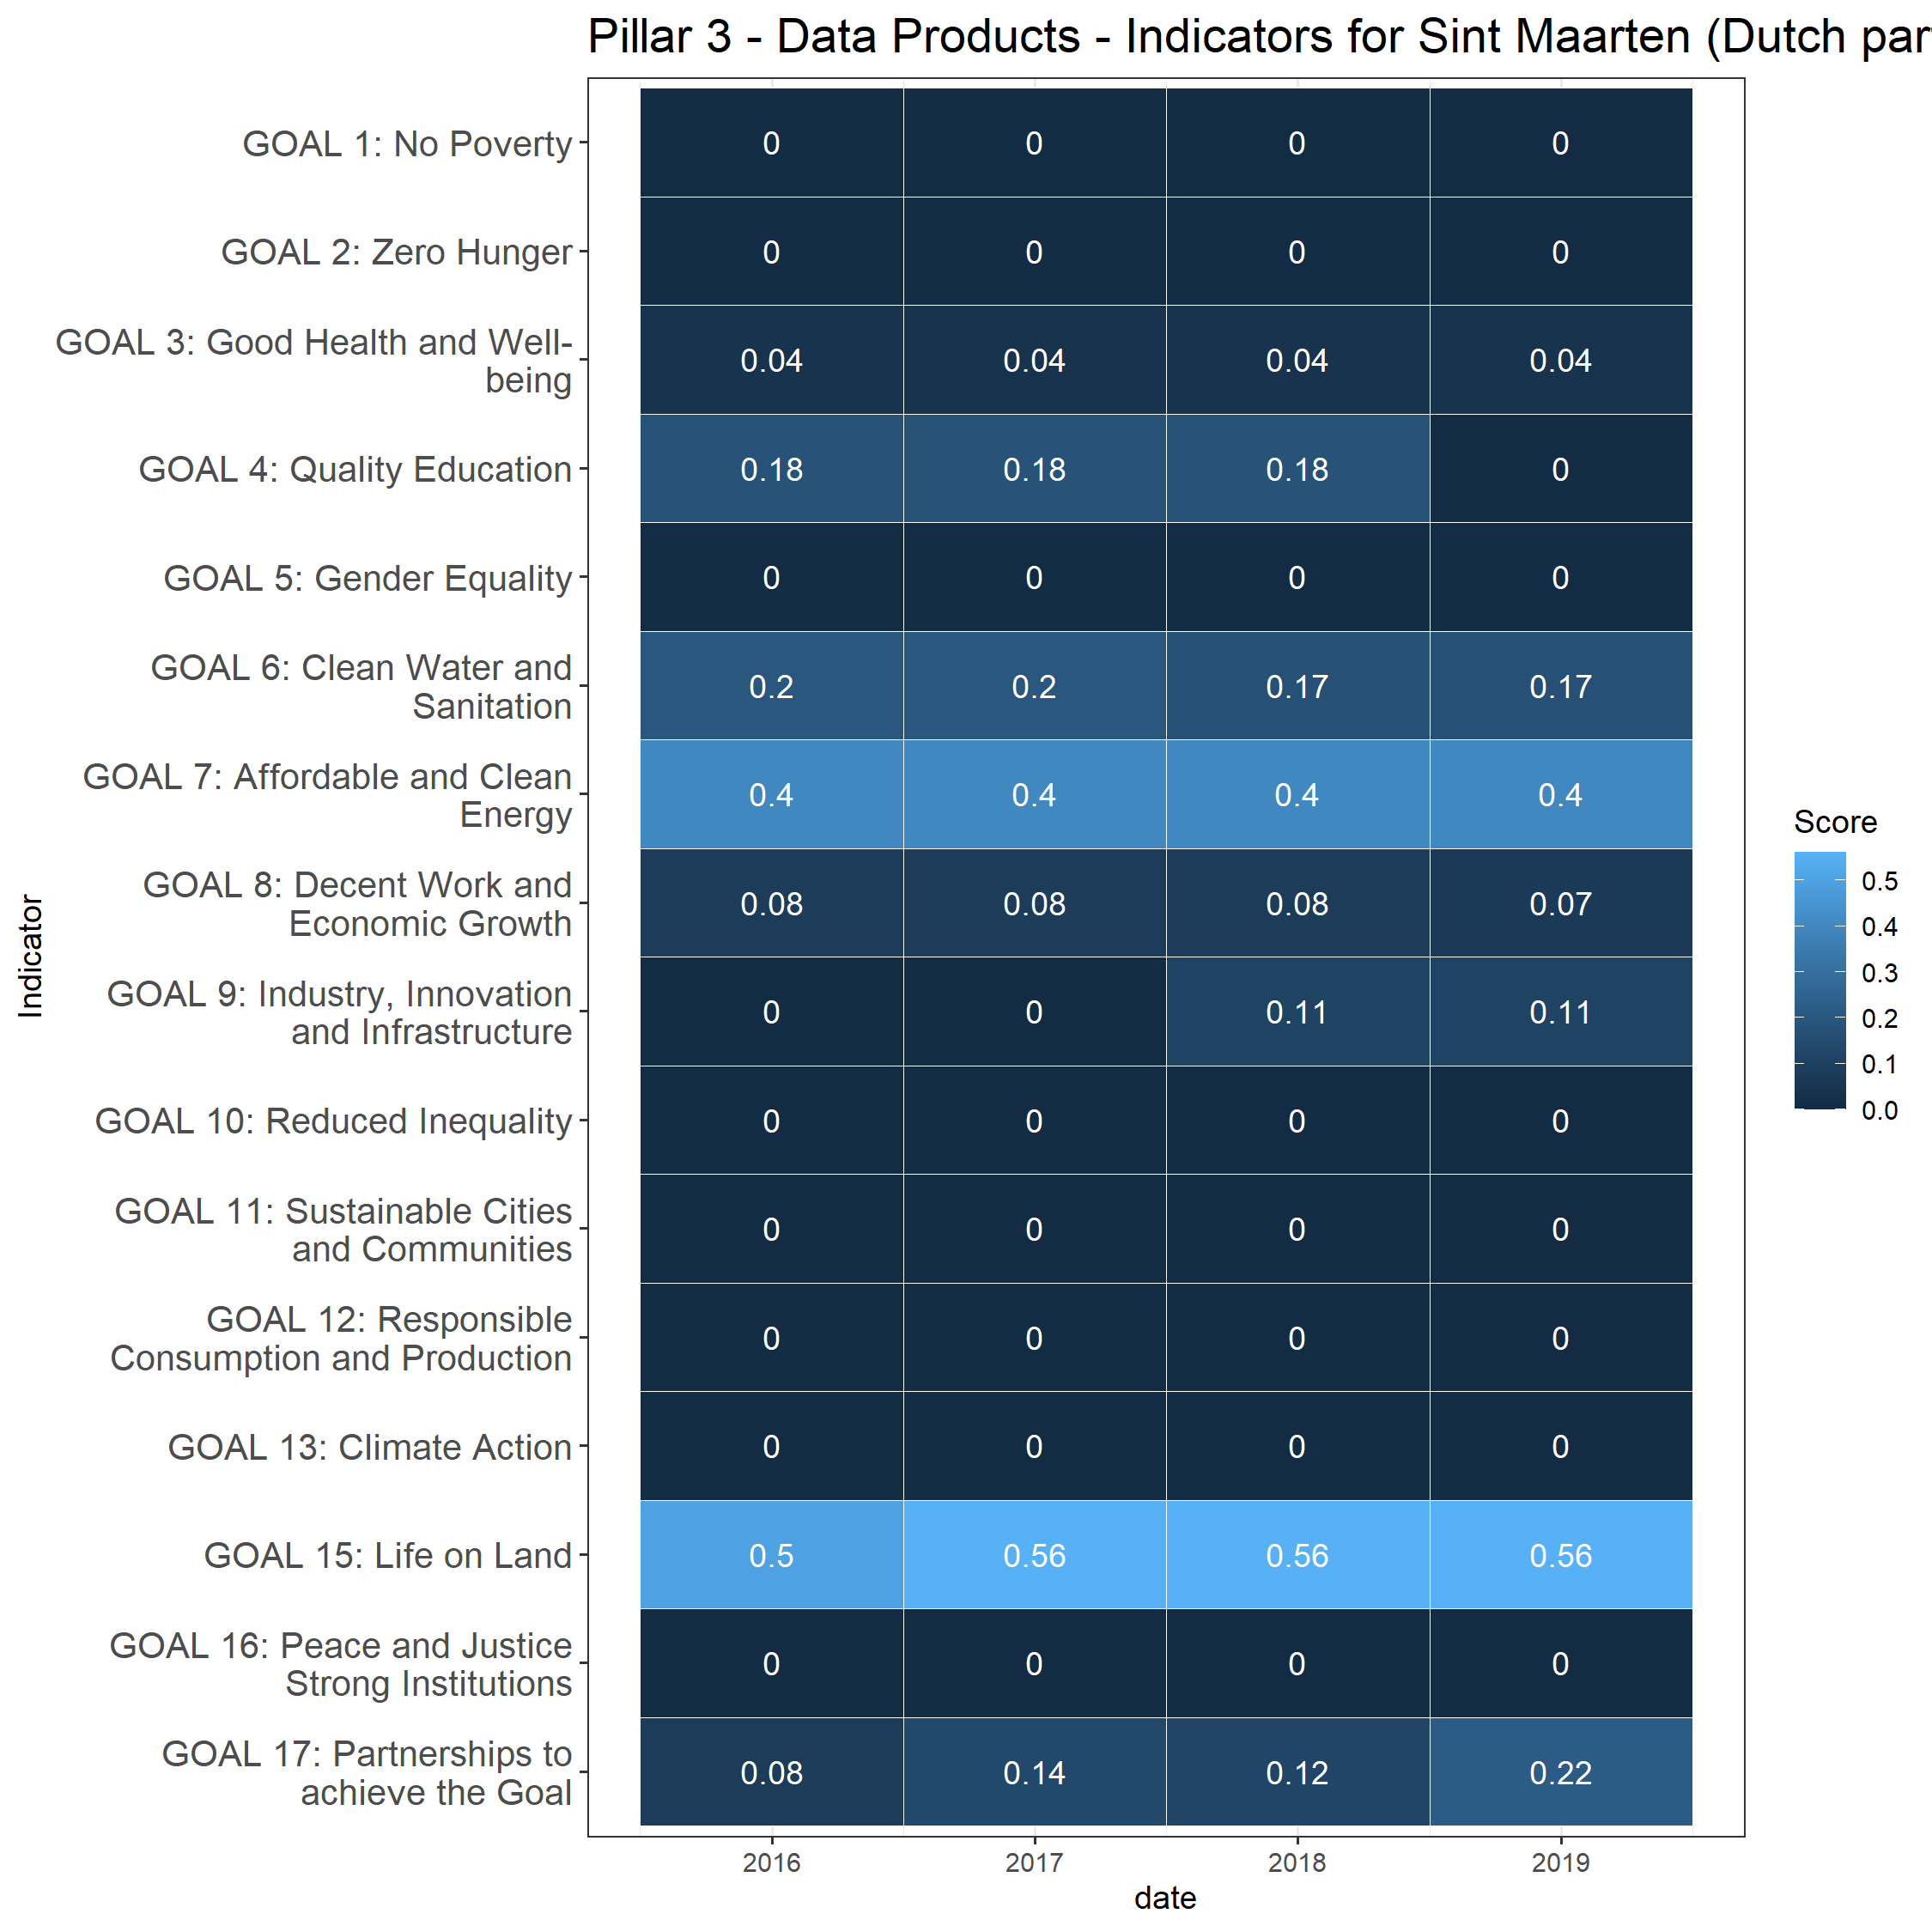 Pillar 3 - Data Products - Indicators for Sint Maarten (Dutch par
Indicator
GOAL 1: No Poverty 0 0 0 0
GOAL 2: Zero Hunger 0 0 0 0
GOAL 3: Good Health and Well-
being 0.04 0.04 0.04 0.04
GOAL 4: Quality Education 0.18 0.18 0.18 0
GOAL 5: Gender Equality 0 0 0 0
GOAL 6: Clean Water and
Sanitation 0.2 0.2 0.17 0.17
GOAL 7: Affordable and Clean
Energy 0.4 0.4 0.4 0.4
GOAL 8: Decent Work and
Economic Growth 0.08 0.08 0.08 0.07
GOAL 9: Industry, Innovation
and Infrastructure 0 0 0.11 0.11
GOAL 10: Reduced Inequality 0 0 0 0
GOAL 11: Sustainable Cities
and Communities 0 0 0 0
GOAL 12: Responsible
Consumption and Production 0 0 0 0
GOAL 13: Climate Action 0 0 0 0
GOAL 15: Life on Land 0.5 0.56 0.56 0.56
GOAL 16: Peace and Justice
Strong Institutions 0 0 0 0
GOAL 17: Partnerships to
achieve the Goal 0.08 0.14 0.12 0.22
2016 2017 2018 2019
date
Score
0.5
0.4
0.3
0.2
0.1
0.0